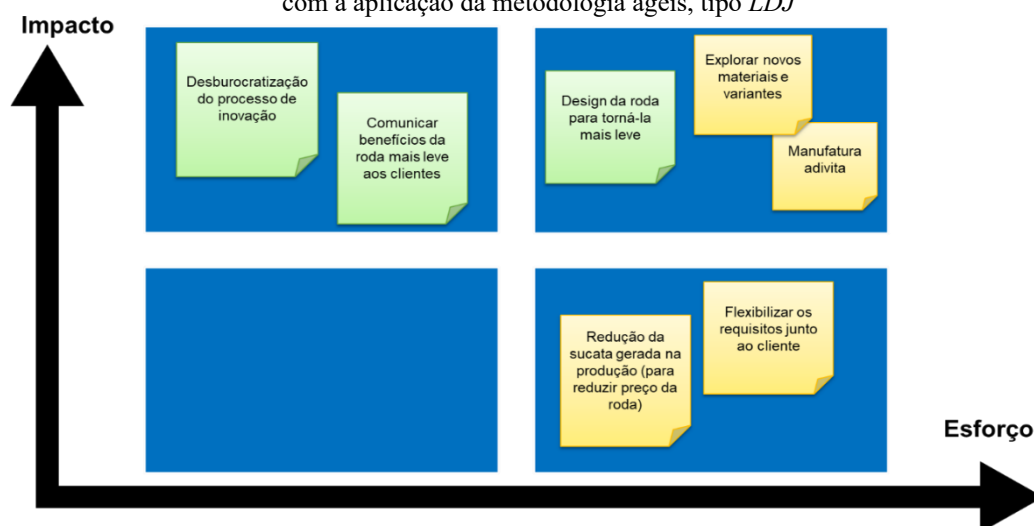 com a aplicação da metodologia ágeis, tipo LDJ
Impacto
Desburocratização
do processo de
inovação
Comunicar
benefícios da
roda mais leve
aos clientes
Design da roda
para torná-la
mais leve
Explorar novos
materiais e
variantes
Manufatura
adivita
Redução da
sucata gerada na
produção (para
reduzir preço da
roda)
Flexibilizar os
requisitos junto
ao cliente
Esforço